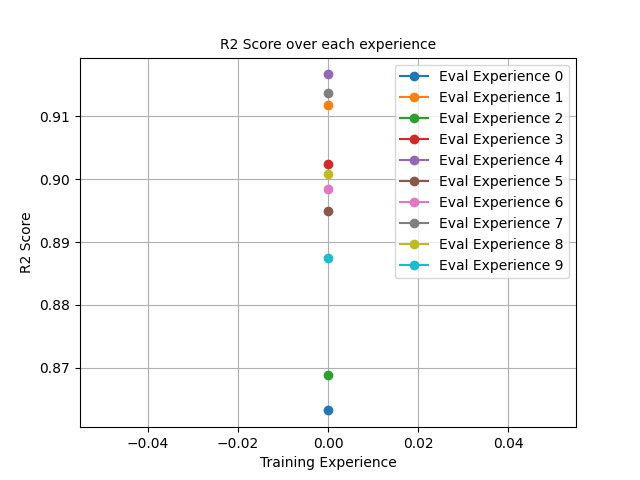 R2 Score over each experience
R2 Score
0.91
0.90
0.89
0.88
0.87
−0.04
−0.02
0.00
0.02
0.04
Training Experience
Eval Experience 0
Eval Experience 1
Eval Experience 2
Eval Experience 3
Eval Experience 4
Eval Experience 5
Eval Experience 6
Eval Experience 7
Eval Experience 8
Eval Experience 9